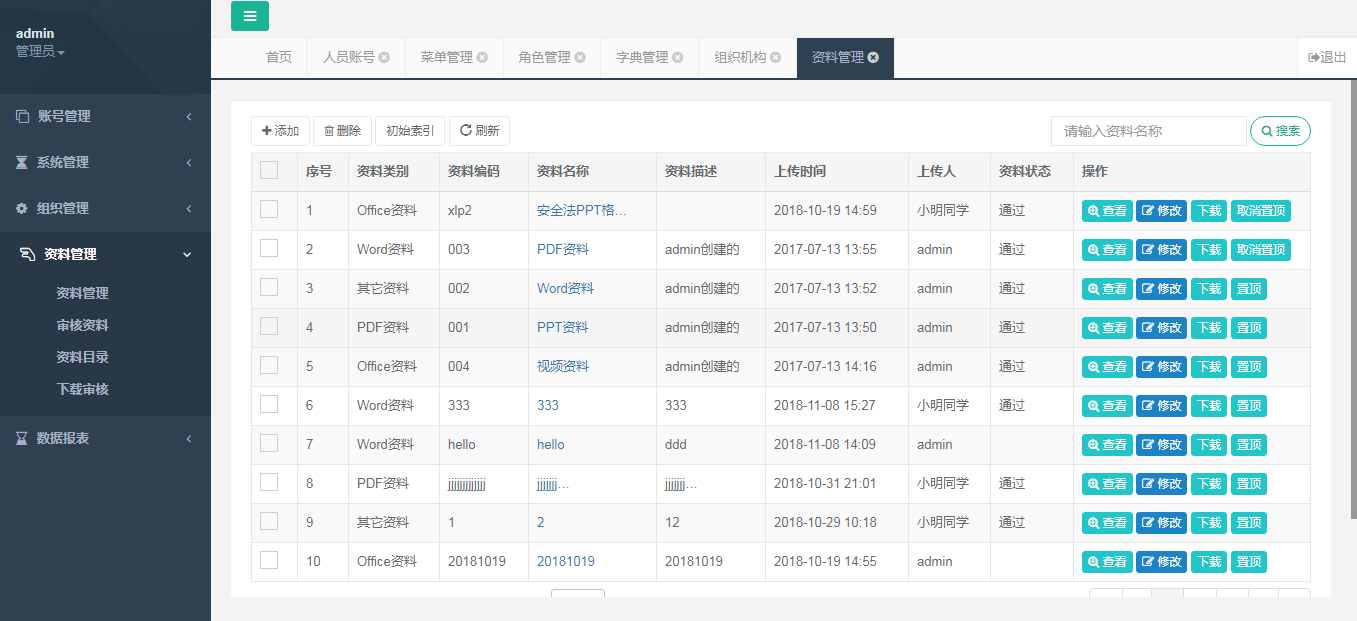 admin
管理员
账号管理
系统管理
组织管理
资料管理
资料管理
审核资料
资料目录
下载审核
数据报表
首页 人员账号 菜单管理 角色管理 字典管理 组织机构 资料管理 退出
添加 删除 初始索引 刷新 请输入资料名称 搜索
序号 资料类别 资料编码 资料名称 资料描述 上传时间 上传人 资料状态 操作
1 Office资料 xlp2 安全法PPT格... 2018-10-19 14:59 小明同学 通过 查看 修改 下载 取消置顶
2 Word资料 003 PDF资料 admin创建的 2017-07-13 13:55 admin 通过 查看 修改 下载 取消置顶
3 其它资料 002 Word资料 admin创建的 2017-07-13 13:52 admin 通过 查看 修改 下载 置顶
4 PDF资料 001 PPT资料 admin创建的 2017-07-13 13:50 admin 通过 查看 修改 下载 置顶
5 Office资料 004 视频资料 admin创建的 2017-07-13 14:16 admin 通过 查看 修改 下载 置顶
6 Word资料 333 333 333 2018-11-08 15:27 小明同学 通过 查看 修改 下载 置顶
7 Word资料 hello hello ddd 2018-11-08 14:09 admin 查看 修改 下载 置顶
8 PDF资料 jjjjjjjjjjjjj jjjjjjj... jjjjjjj... 2018-10-31 21:01 小明同学 通过 查看 修改 下载 置顶
9 其它资料 1 2 12 2018-10-29 10:18 小明同学 通过 查看 修改 下载 置顶
10 Office资料 20181019 20181019 20181019 2018-10-19 14:55 admin 查看 修改 下载 置顶